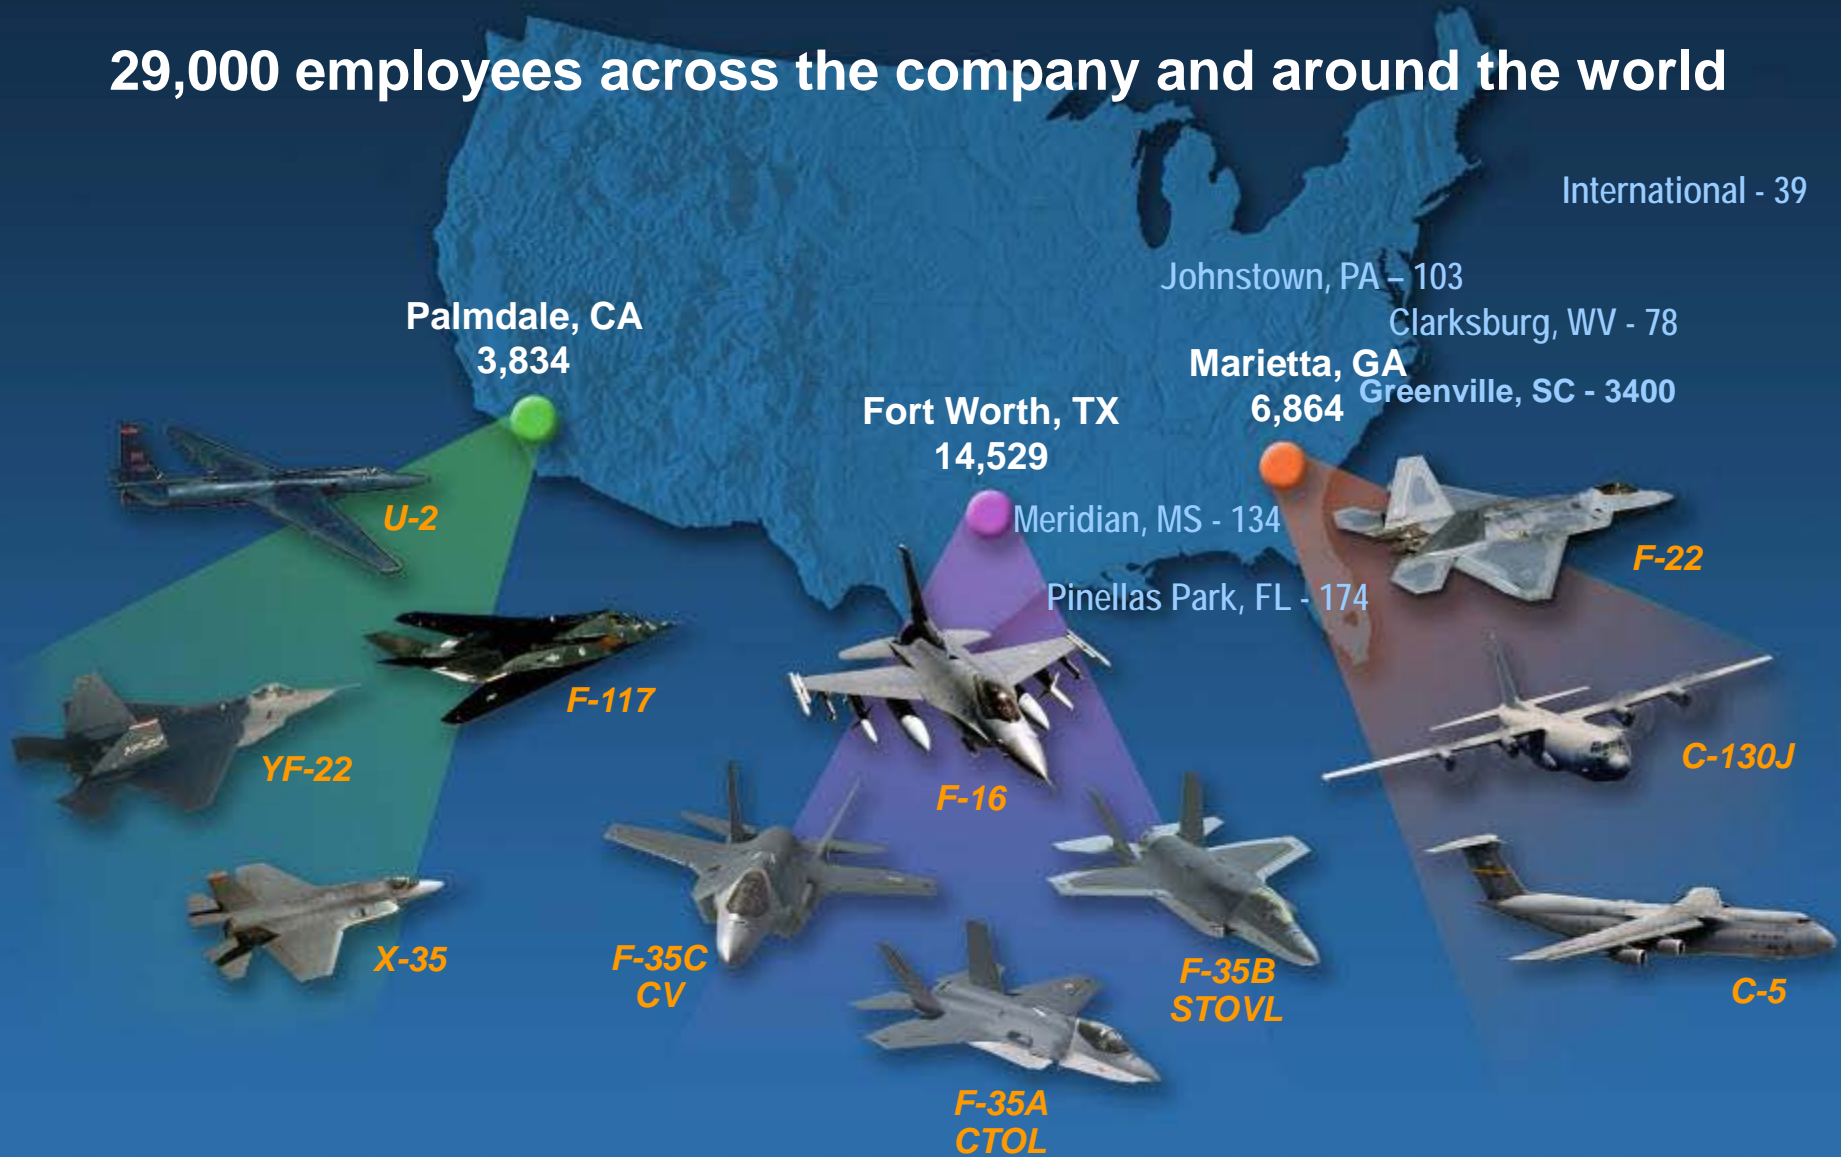 29,000 employees across the company and around the world
International - 39
Johnstown, PA – 103
Clarksburg, WV - 78
Palmdale, CA
3,834
Marietta, GA
6,864
Greenville, SC - 3400
Fort Worth, TX
14,529
Meridian, MS - 134
Pinellas Park, FL - 174
U-2
F-22
F-117
YF-22
F-16
C-130J
X-35
F-35C
CV
F-35B
STOVL
C-5
F-35A
CTOL